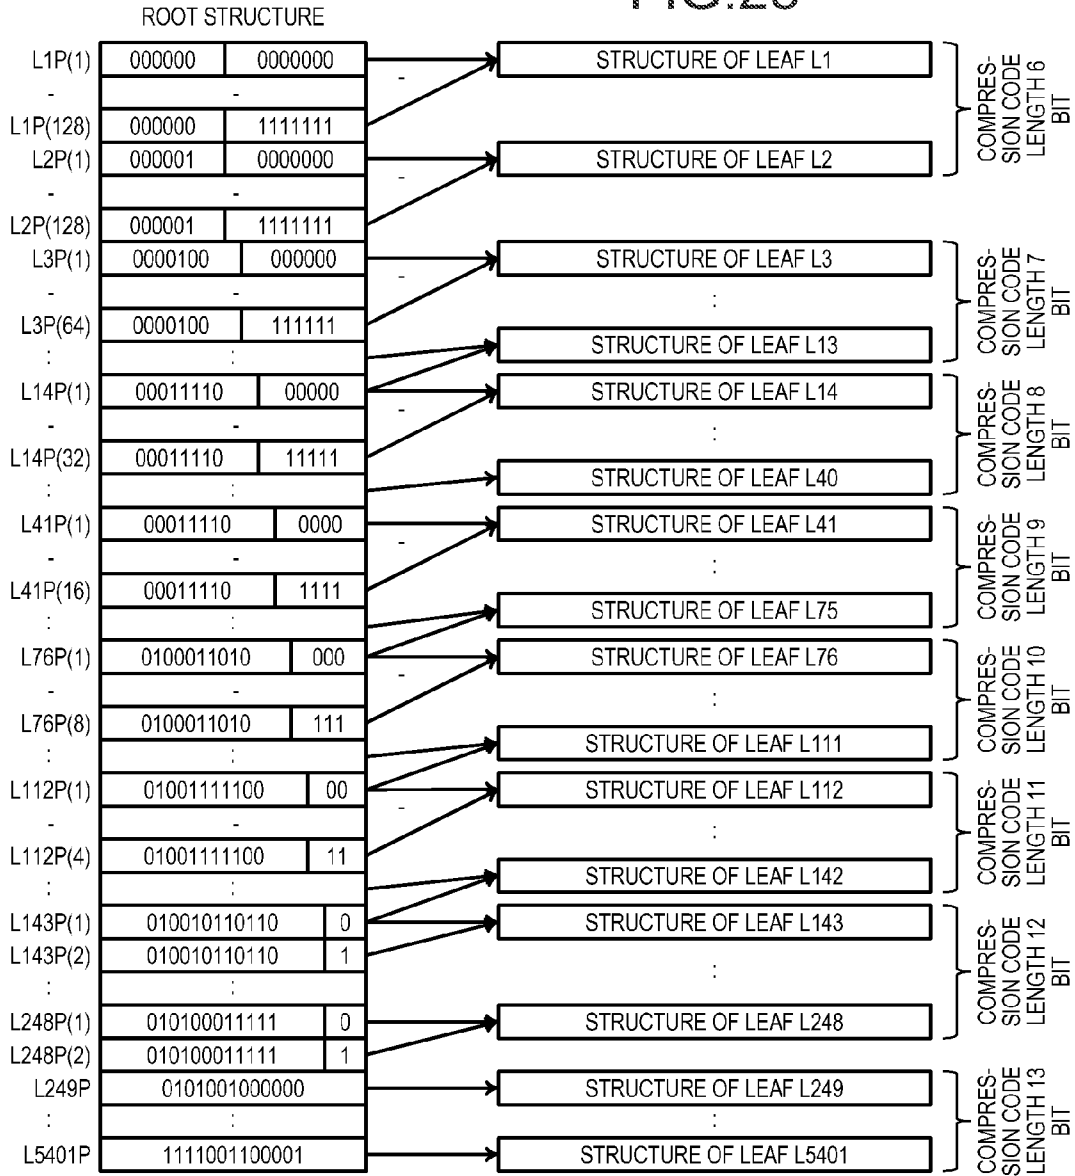 ROOT STRUCTURE
L1P(1) 000000 0000000 STRUCTURE OF LEAF L1
L1P(128) 000000 1111111
L2P(1) 000001 0000000 STRUCTURE OF LEAF L2
L2P(128) 000001 1111111
COMPRES-
SION CODE
LENGTH 6
BIT
L3P(1) 0000100 000000 STRUCTURE OF LEAF L3
:
L3P(64) 0000100 111111
: : STRUCTURE OF LEAF L13
COMPRES-
SION CODE
LENGTH 7
BIT
L14P(1) 00011110 00000 STRUCTURE OF LEAF L14
:
L14P(32) 00011110 11111
: : STRUCTURE OF LEAF L40
COMPRES-
SION CODE
LENGTH 8
BIT
L41P(1) 00011110 0000 STRUCTURE OF LEAF L41
:
L41P(16) 00011110 1111
: : STRUCTURE OF LEAF L75
COMPRES-
SION CODE
LENGTH 9
BIT
L76P(1) 0100011010 000 STRUCTURE OF LEAF L76
:
L76P(8) 0100011010 111
: : STRUCTURE OF LEAF L111
COMPRES-
SION CODE
LENGTH 10
BIT
L112P(1) 01001111100 00 STRUCTURE OF LEAF L112
:
L112P(4) 01001111100 11
: : STRUCTURE OF LEAF L142
COMPRES-
SION CODE
LENGTH 11
BIT
L143P(1) 010010110110 0 STRUCTURE OF LEAF L143
L143P(2) 010010110110 1
: : :
L248P(1) 010100011111 0 STRUCTURE OF LEAF L248
L248P(2) 010100011111 1
COMPRES-
SION CODE
LENGTH 12
BIT
L249P 0101001000000 STRUCTURE OF LEAF L249
: : :
L5401P 1111001100001 STRUCTURE OF LEAF L5401
COMPRES-
SION CODE
LENGTH 13
BIT